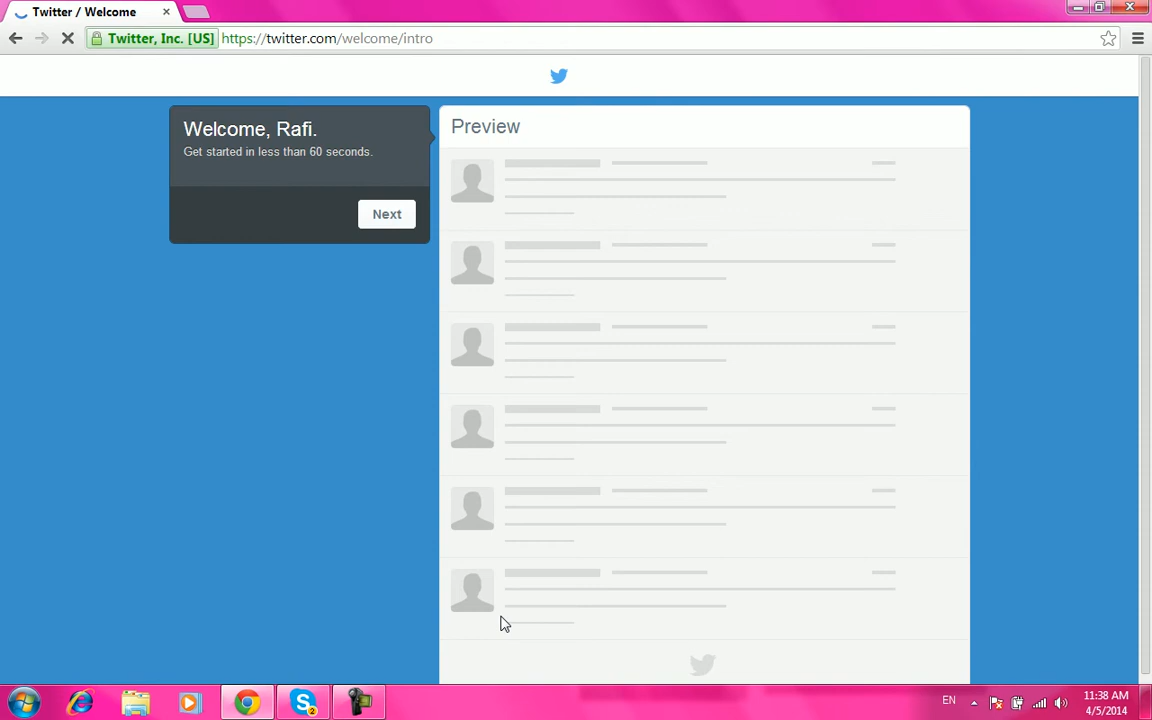 Twitter / Welcome
Twitter, Inc. [US] https://twitter.com/welcome/intro
Welcome, Rafi.
Get started in less than 60 seconds.
Next
Preview
2
EN
11:38 AM
4/5/2014